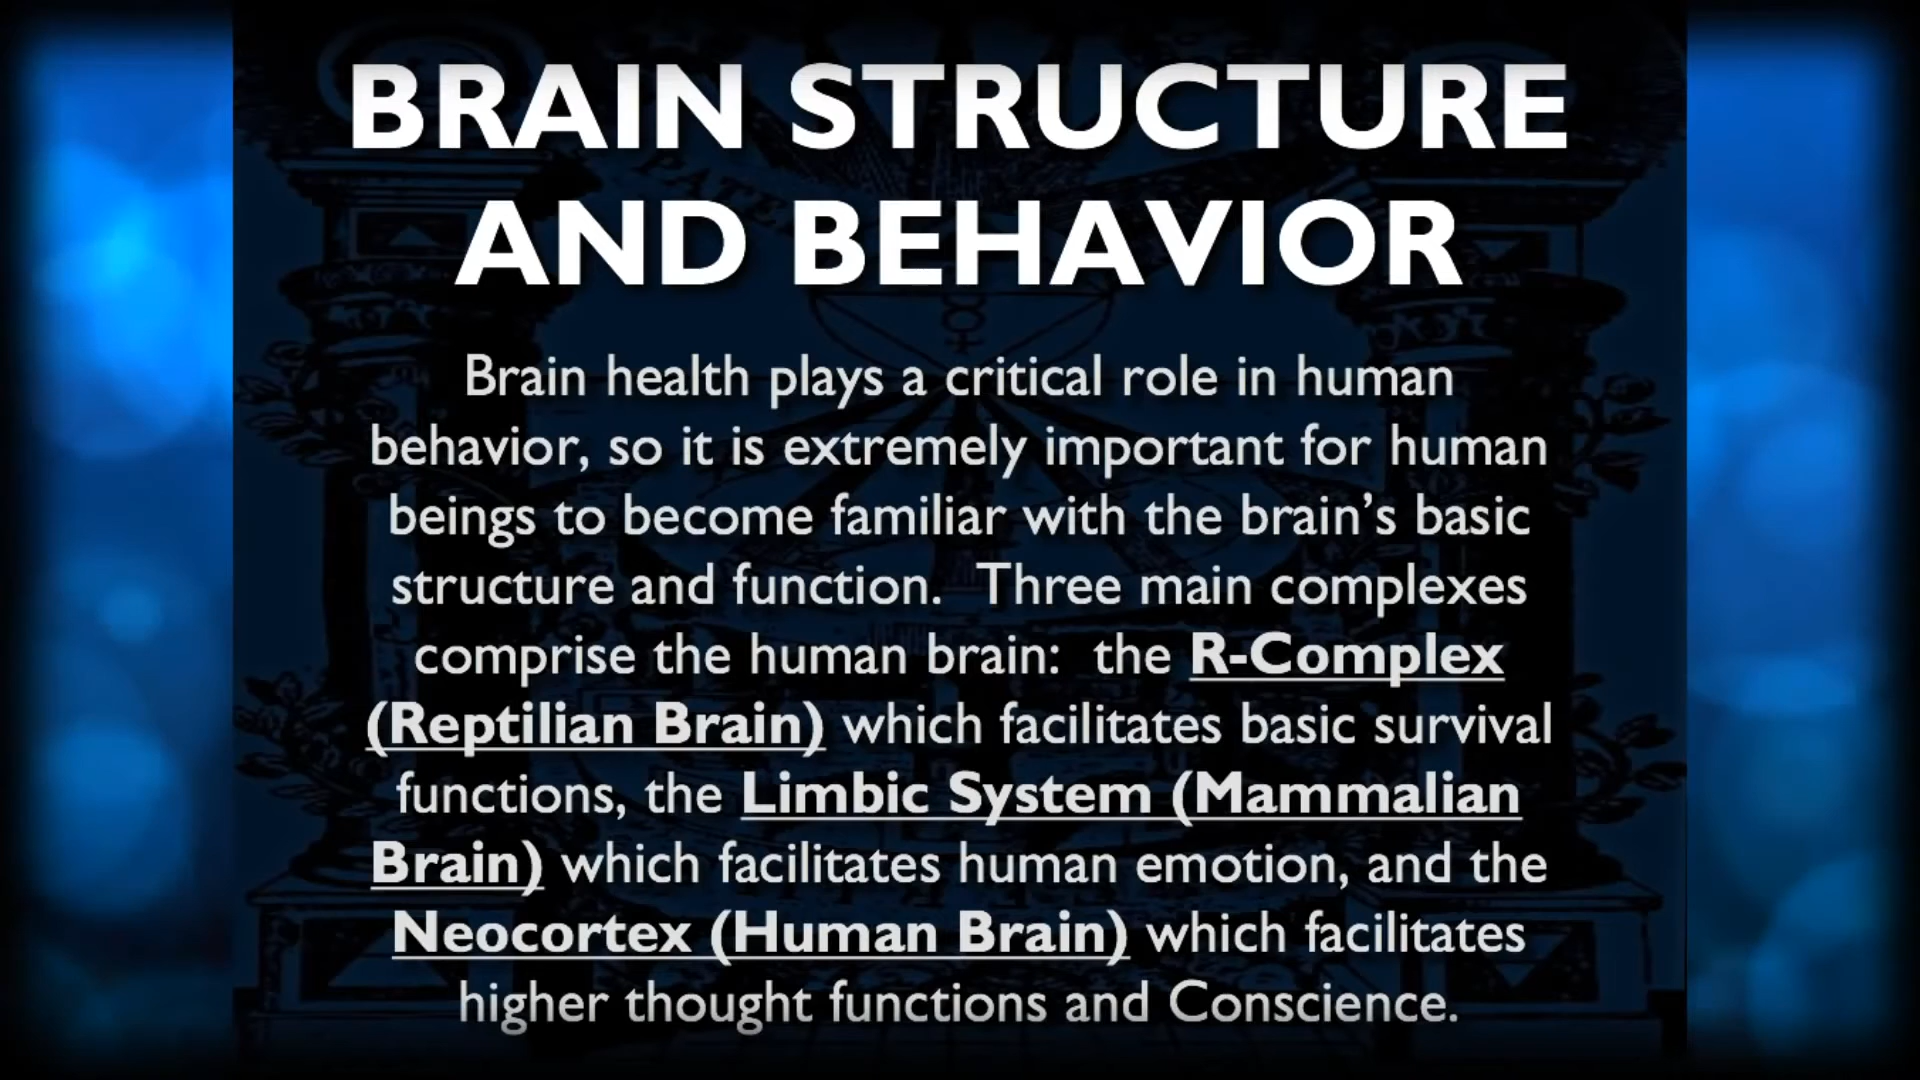 BRAIN STRUCTURE
AND BEHAVIOR
Brain health plays a critical role in human
behavior, so it is extremely important for human
beings to become familiar with the brain’s basic
structure and function.  Three main complexes
comprise the human brain:  the R-Complex
(Reptilian Brain) which facilitates basic survival
functions, the Limbic System (Mammalian
Brain) which facilitates human emotion, and the
Neocortex (Human Brain) which facilitates
higher thought functions and Conscience.